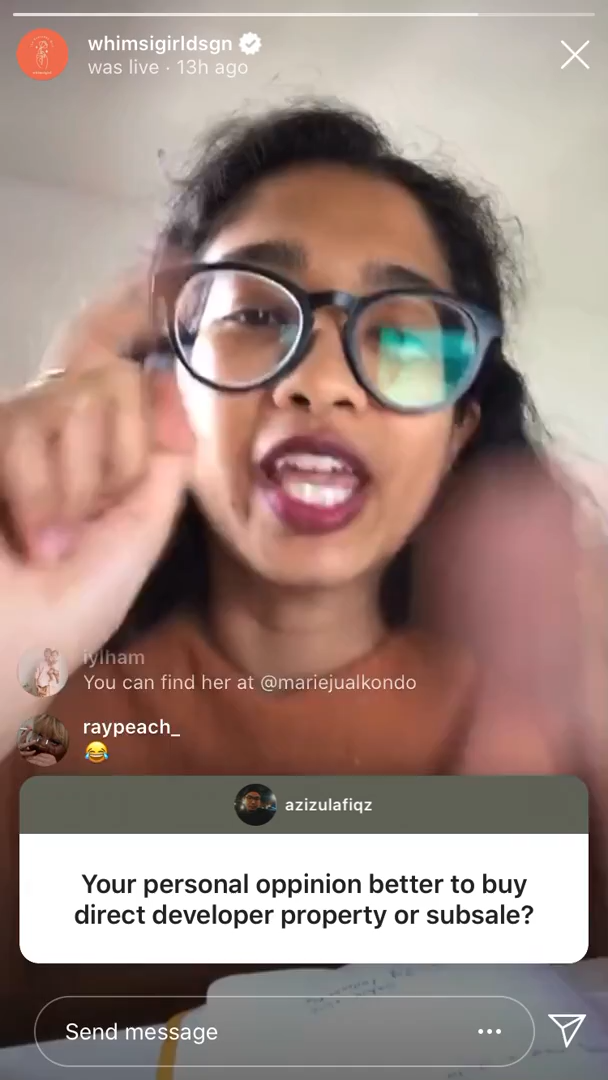 whimsigirldsgn
was live · 13h ago
iylham
You can find her at @mariejualkondo
raypeach_
😂
azizulafiqz
Your personal oppinion better to buy
direct developer property or subsale?
Send message